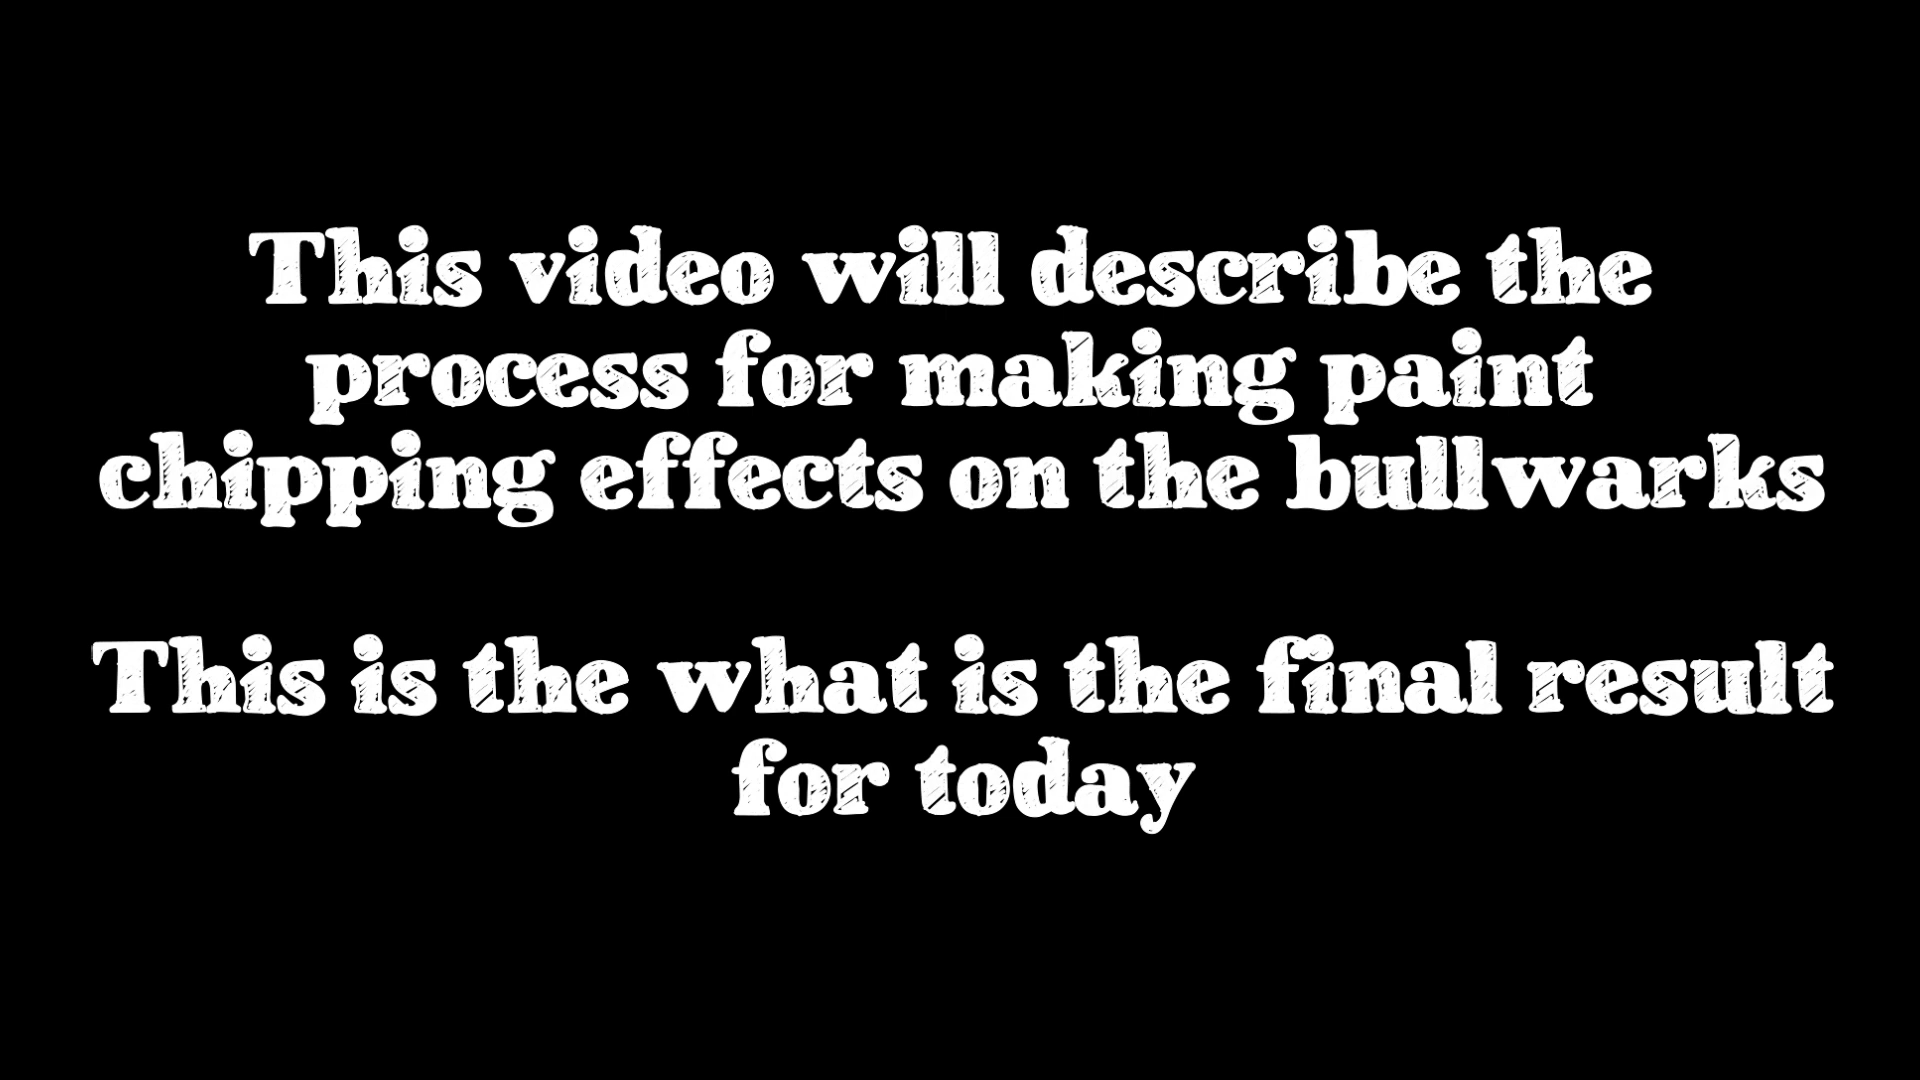 This video will describe the
process for making paint
chipping effects on the bullwarks
This is the what is the final result
for today